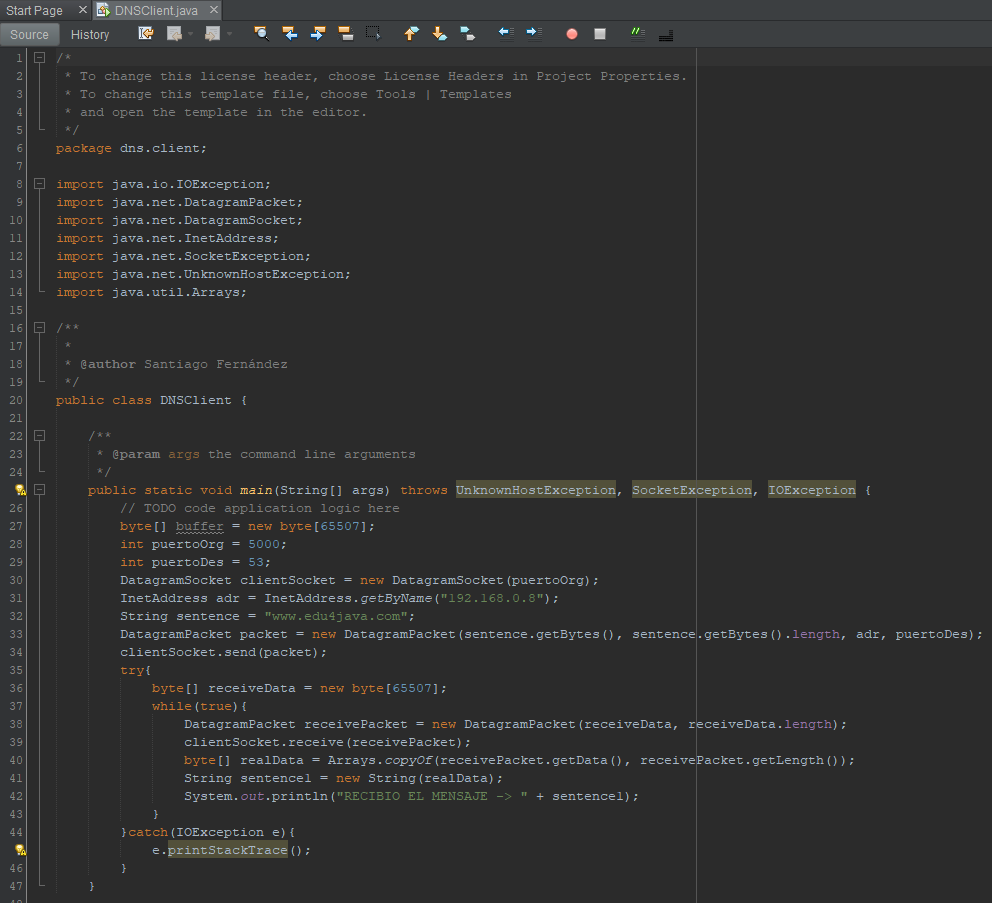 Start Page × DNSClient.java ×
Source History
1 /*
2 * To change this license header, choose License Headers in Project Properties.
3 * To change this template file, choose Tools | Templates
4 * and open the template in the editor.
5 */
6 package dns.client;
7
8 import java.io.IOException;
9 import java.net.DatagramPacket;
10 import java.net.DatagramSocket;
11 import java.net.InetAddress;
12 import java.net.SocketException;
13 import java.net.UnknownHostException;
14 import java.util.Arrays;
15
16 /**
17 *
18 * @author Santiago Fernández
19 */
20 public class DNSClient {
21
22 /**
23 * @param args the command line arguments
24 */
public static void main(String[] args) throws UnknownHostException, SocketException, IOException {
26 // TODO code application logic here
27 byte[] buffer = new byte[65507];
28 int puertoOrg = 5000;
29 int puertoDes = 53;
30 DatagramSocket clientSocket = new DatagramSocket(puertoOrg);
31 InetAddress adr = InetAddress.getByName("192.168.0.8");
32 String sentence = "www.edu4java.com";
33 DatagramPacket packet = new DatagramPacket(sentence.getBytes(), sentence.getBytes().length, adr, puertoDes);
34 clientSocket.send(packet);
35 try{
36 byte[] receiveData = new byte[65507];
37 while(true){
38 DatagramPacket receivePacket = new DatagramPacket(receiveData, receiveData.length);
39 clientSocket.receive(receivePacket);
40 byte[] realData = Arrays.copyOf(receivePacket.getData(), receivePacket.getLength());
41 String sentence1 = new String(realData);
42 System.out.println("RECIBIO EL MENSAJE -> " + sentence1);
43 }
44 }catch(IOException e){
e.printStackTrace();
46 }
47 }